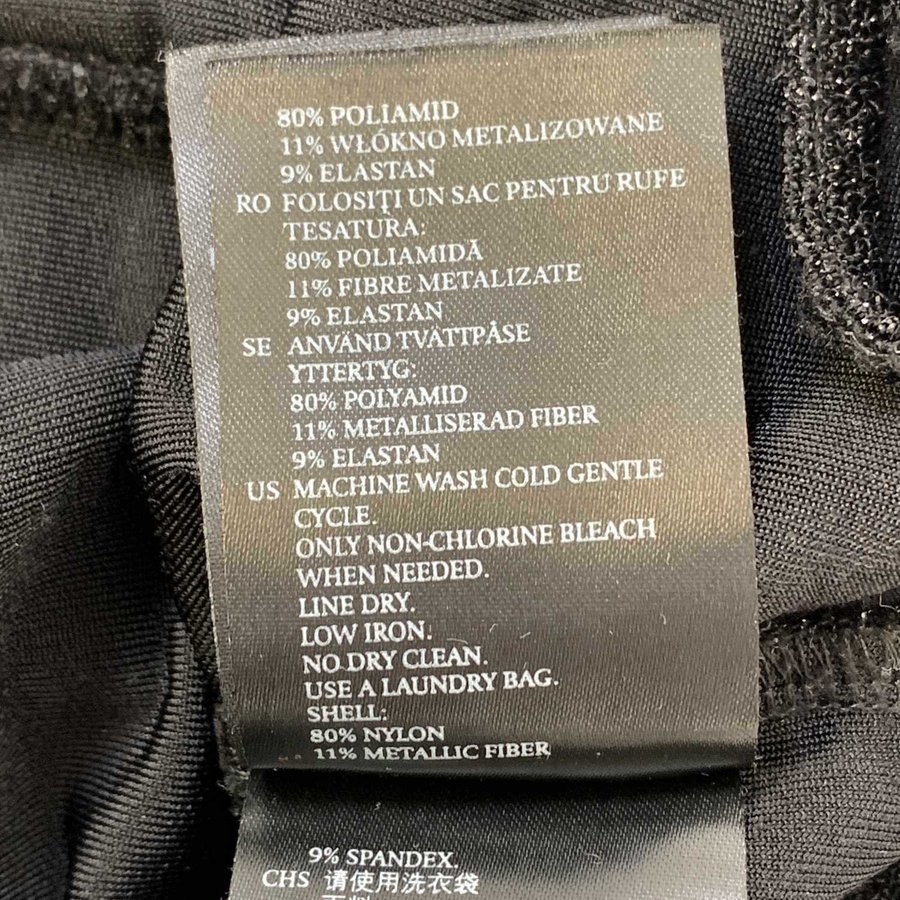 80% POLIAMID
11% WŁÓKNO METALIZOWANE
9% ELASTAN
RO FOLOSIȚI UN SAC PENTRU RUFE
TESATURA:
80% POLIAMIDĂ
11% FIBRE METALIZATE
9% ELASTAN
SE ANVÄND TVÄTTPÅSE
YTTERTYG:
80% POLYAMID
11% METALLISERAD FIBER
9% ELASTAN
US MACHINE WASH COLD GENTLE
CYCLE.
ONLY NON-CHLORINE BLEACH
WHEN NEEDED.
LINE DRY.
LOW IRON.
NO DRY CLEAN.
USE A LAUNDRY BAG.
SHELL:
80% NYLON
11% METALLIC FIBER
9% SPANDEX.
CHS 请使用洗衣袋